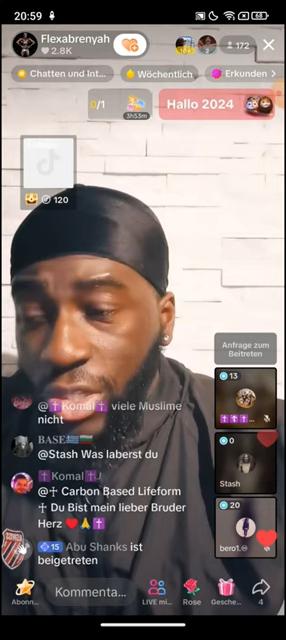 20:59
68
Flexabrenyah
2.8K
172
Chatten und Int...
Wöchentlich
Erkunden
0/1
3h53m
Hallo 2024
120
Anfrage zum
Beitreten
13
0
Stash
20
bero1.
@✝️Komal✝️ viele Muslime
nicht
BASE🇬🇷🇧🇬
@Stash Was laberst du
✝️Komal✝️
@☩ Carbon Based Lifeform
☩ Du Bist mein lieber Bruder
Herz ❤️🙏✝️
15 Abu Shanks ist
beigetreten
Abonn...
Kommenta...
LIVE mi...
Rose
Gesche...
4